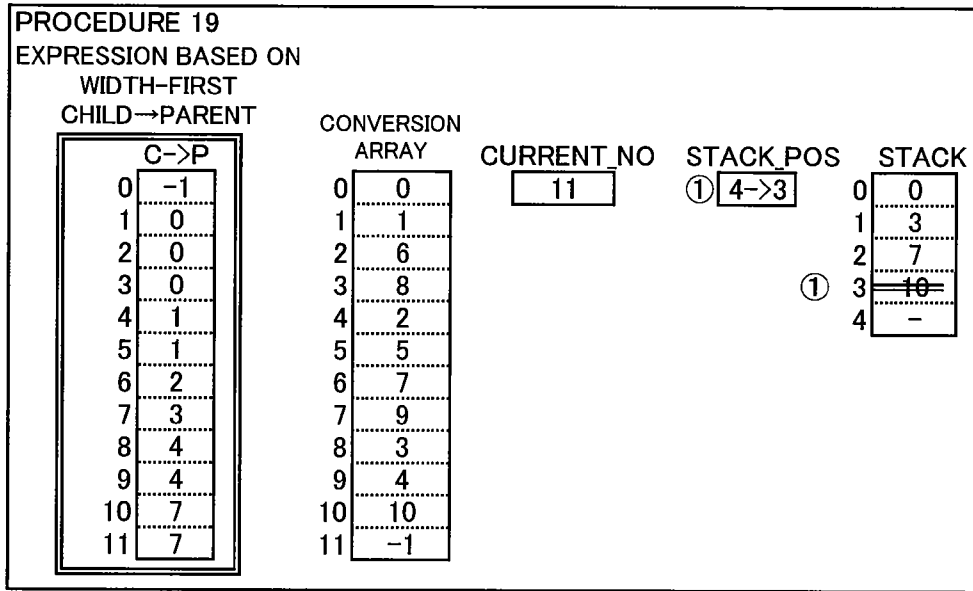 PROCEDURE 19
EXPRESSION BASED ON
WIDTH-FIRST
CHILD→PARENT
C->P
0 -1
1 0
2 0
3 0
4 1
5 1
6 2
7 3
8 4
9 4
10 7
11 7
CONVERSION
ARRAY
0 0
1 1
2 6
3 8
4 2
5 5
6 7
7 9
8 3
9 4
10 10
11 -1
CURRENT_NO
11
STACK_POS
① 4->3
STACK
0 0
1 3
2 7
① 3 10
4 -